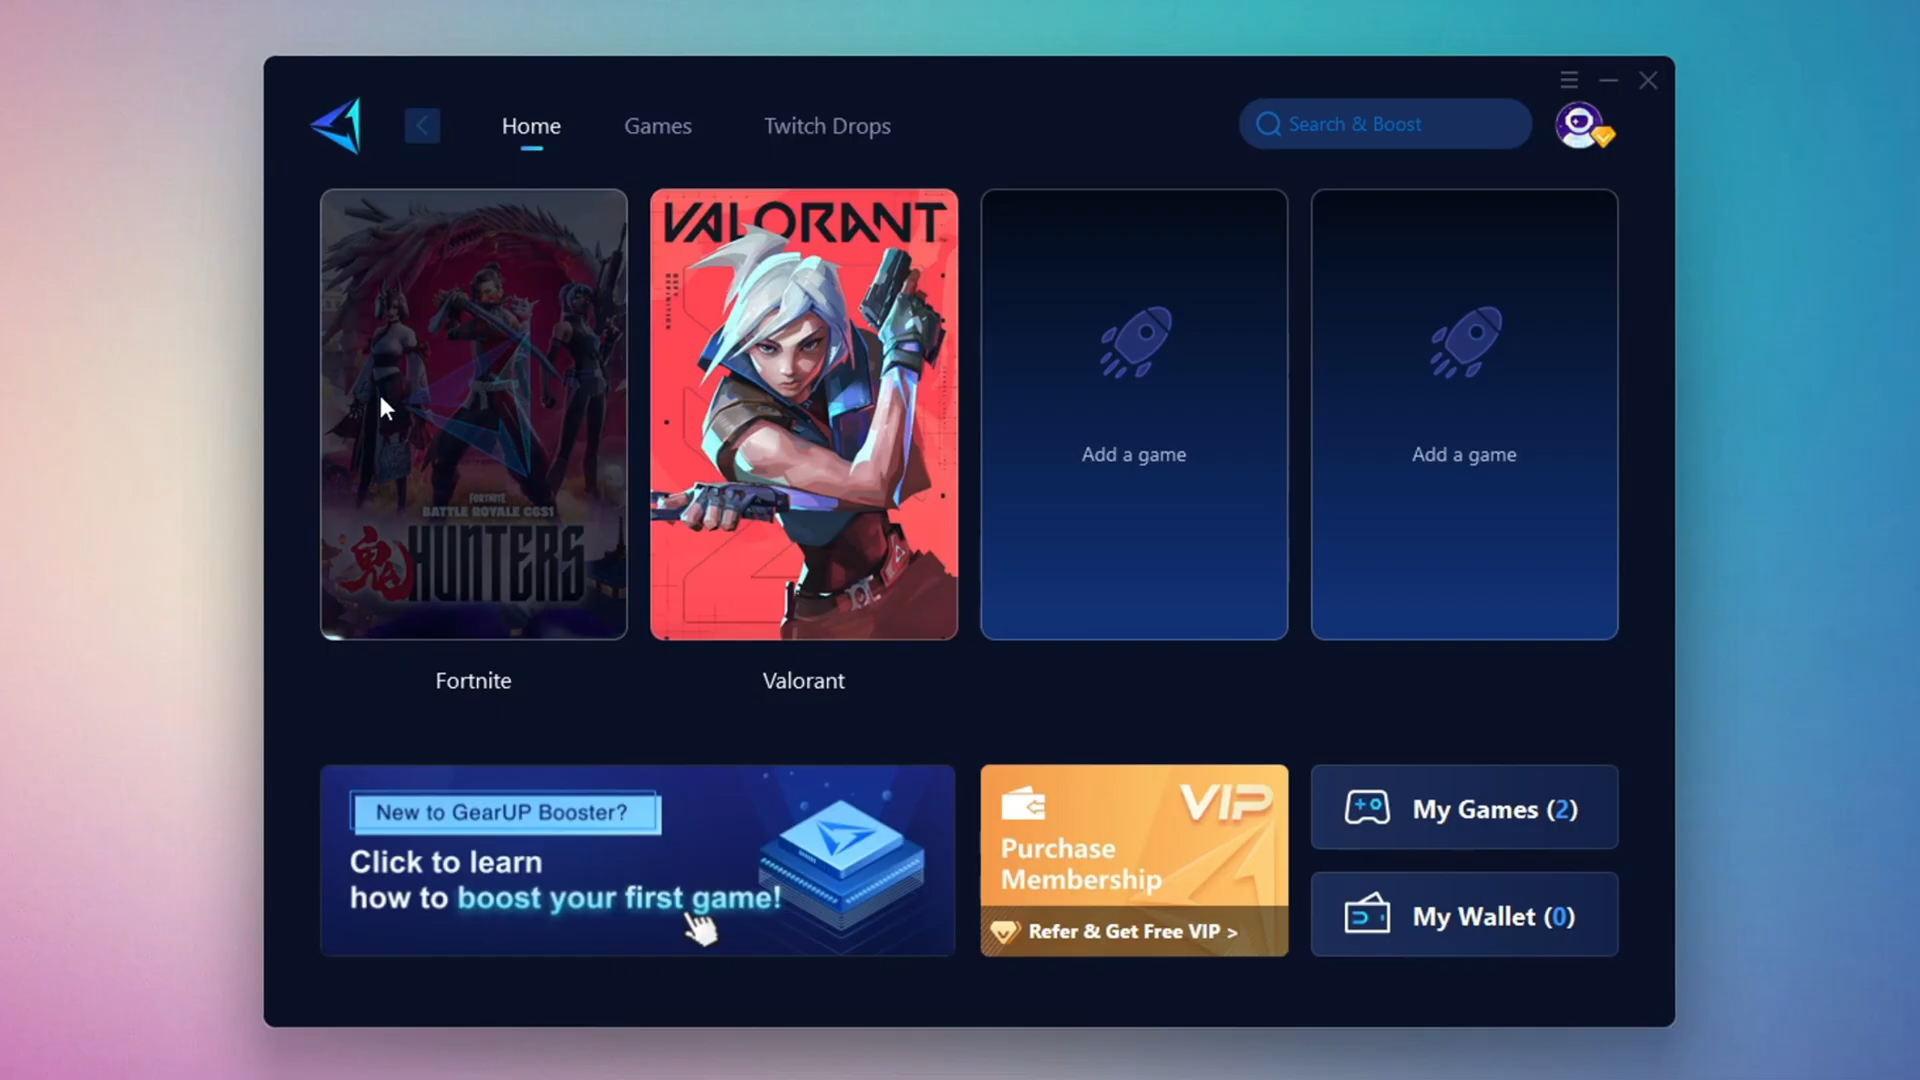 Home
Games
Twitch Drops
Search & Boost
VALORANT
FORTNITE
BATTLE ROYALE CGS1
鬼 HUNTERS
Add a game
Add a game
Fortnite
Valorant
New to GearUP Booster?
Click to learn
how to boost your first game!
VIP
Purchase
Membership
Refer & Get Free VIP >
My Games (2)
My Wallet (0)